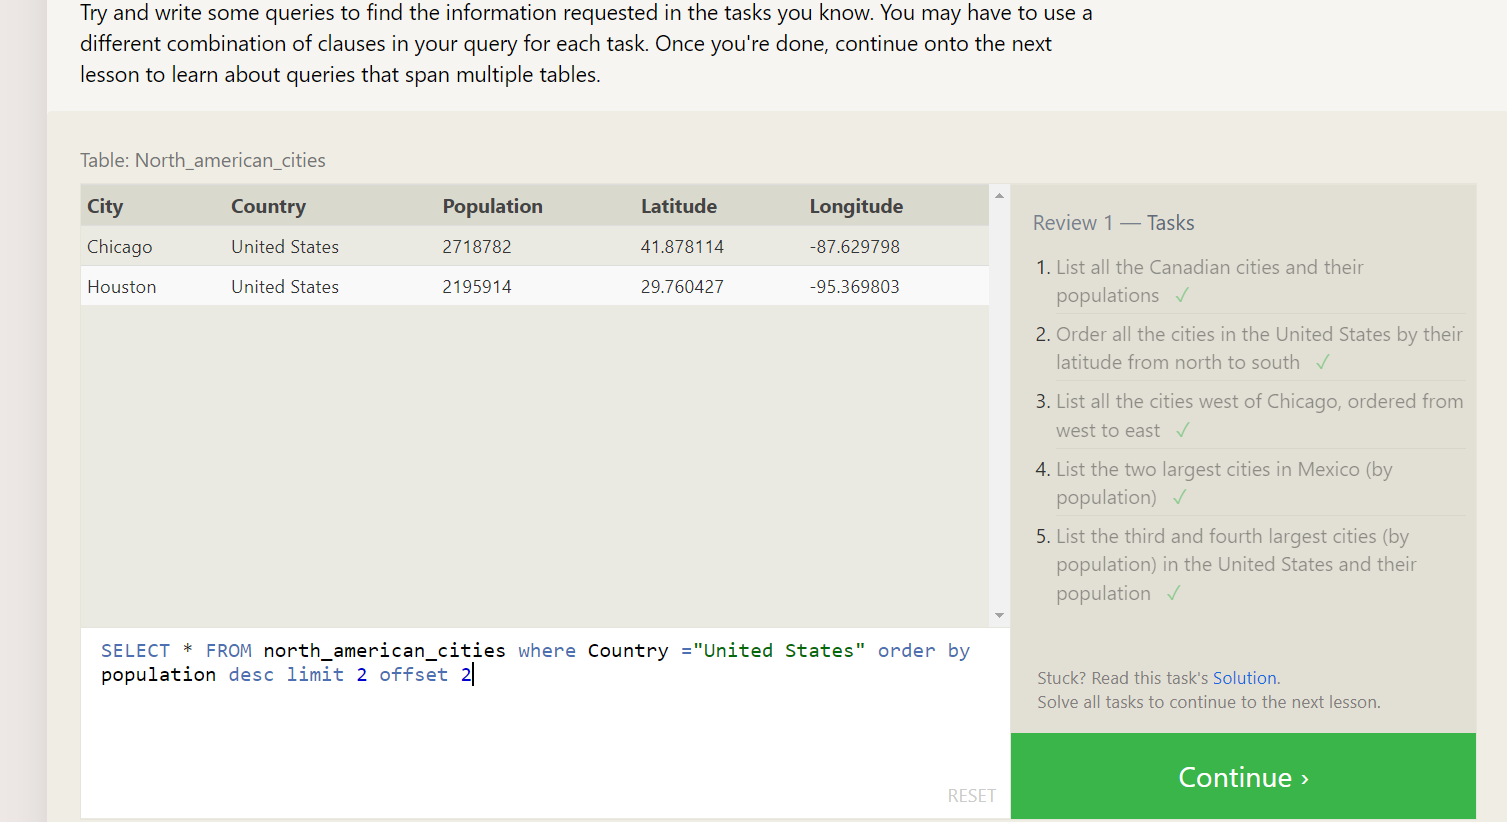 Try and write some queries to find the information requested in the tasks you know. You may have to use a
different combination of clauses in your query for each task. Once you're done, continue onto the next
lesson to learn about queries that span multiple tables.
Table: North_american_cities
City Country Population Latitude Longitude
Chicago United States 2718782 41.878114 -87.629798
Houston United States 2195914 29.760427 -95.369803
SELECT * FROM north_american_cities where Country ="United States" order by
population desc limit 2 offset 2
RESET
Review 1 — Tasks
1. List all the Canadian cities and their
populations ✓
2. Order all the cities in the United States by their
latitude from north to south ✓
3. List all the cities west of Chicago, ordered from
west to east ✓
4. List the two largest cities in Mexico (by
population) ✓
5. List the third and fourth largest cities (by
population) in the United States and their
population ✓
Stuck? Read this task's Solution.
Solve all tasks to continue to the next lesson.
Continue ›